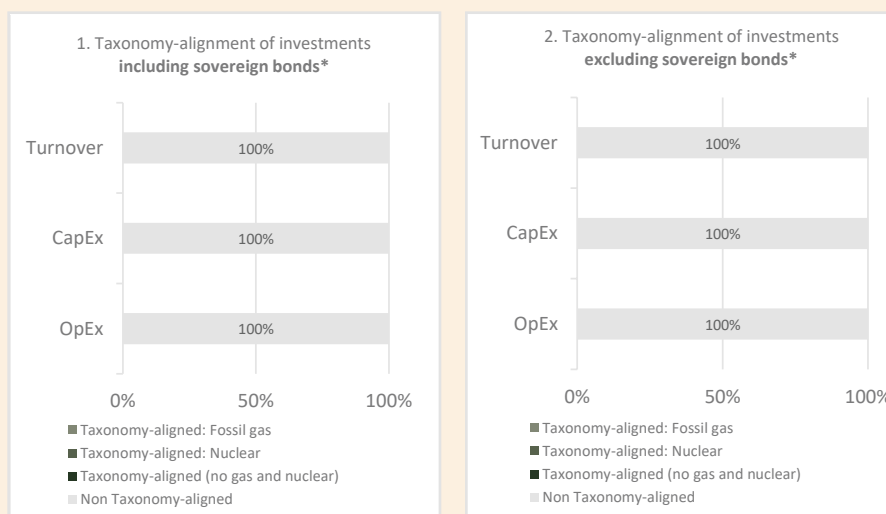 1. Taxonomy-alignment of investments
including sovereign bonds*
Turnover
100%
CapEx
100%
OpEx
100%
0%
50%
100%
Taxonomy-aligned: Fossil gas
Taxonomy-aligned: Nuclear
Taxonomy-aligned (no gas and nuclear)
Non Taxonomy-aligned
2. Taxonomy-alignment of investments
excluding sovereign bonds*
Turnover
100%
CapEx
100%
OpEx
100%
0%
50%
100%
Taxonomy-aligned: Fossil gas
Taxonomy-aligned: Nuclear
Taxonomy-aligned (no gas and nuclear)
Non Taxonomy-aligned